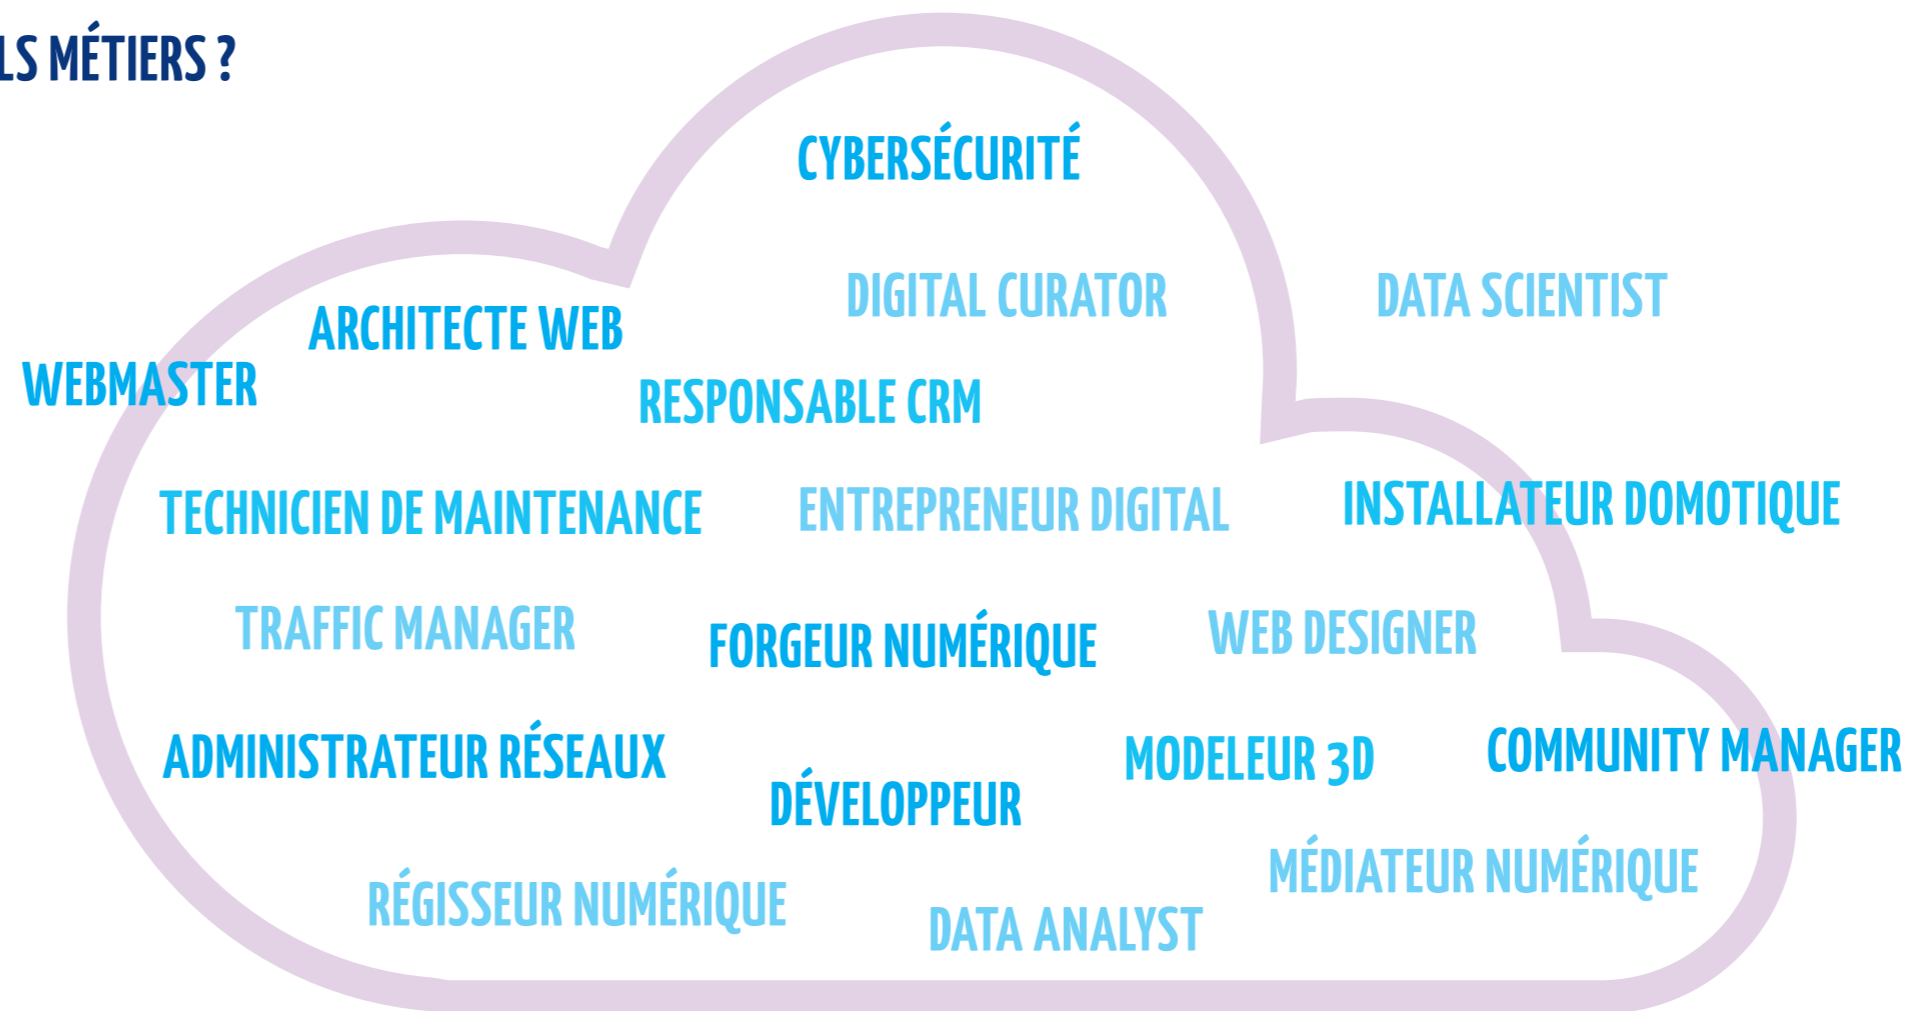 LS MÉTIERS ?
CYBERSÉCURITÉ
DIGITAL CURATOR
DATA SCIENTIST
ARCHITECTE WEB
WEBMASTER
RESPONSABLE CRM
TECHNICIEN DE MAINTENANCE
ENTREPRENEUR DIGITAL
INSTALLATEUR DOMOTIQUE
TRAFFIC MANAGER
FORGEUR NUMÉRIQUE
WEB DESIGNER
ADMINISTRATEUR RÉSEAUX
MODELEUR 3D
COMMUNITY MANAGER
DÉVELOPPEUR
MÉDIATEUR NUMÉRIQUE
RÉGISSEUR NUMÉRIQUE
DATA ANALYST